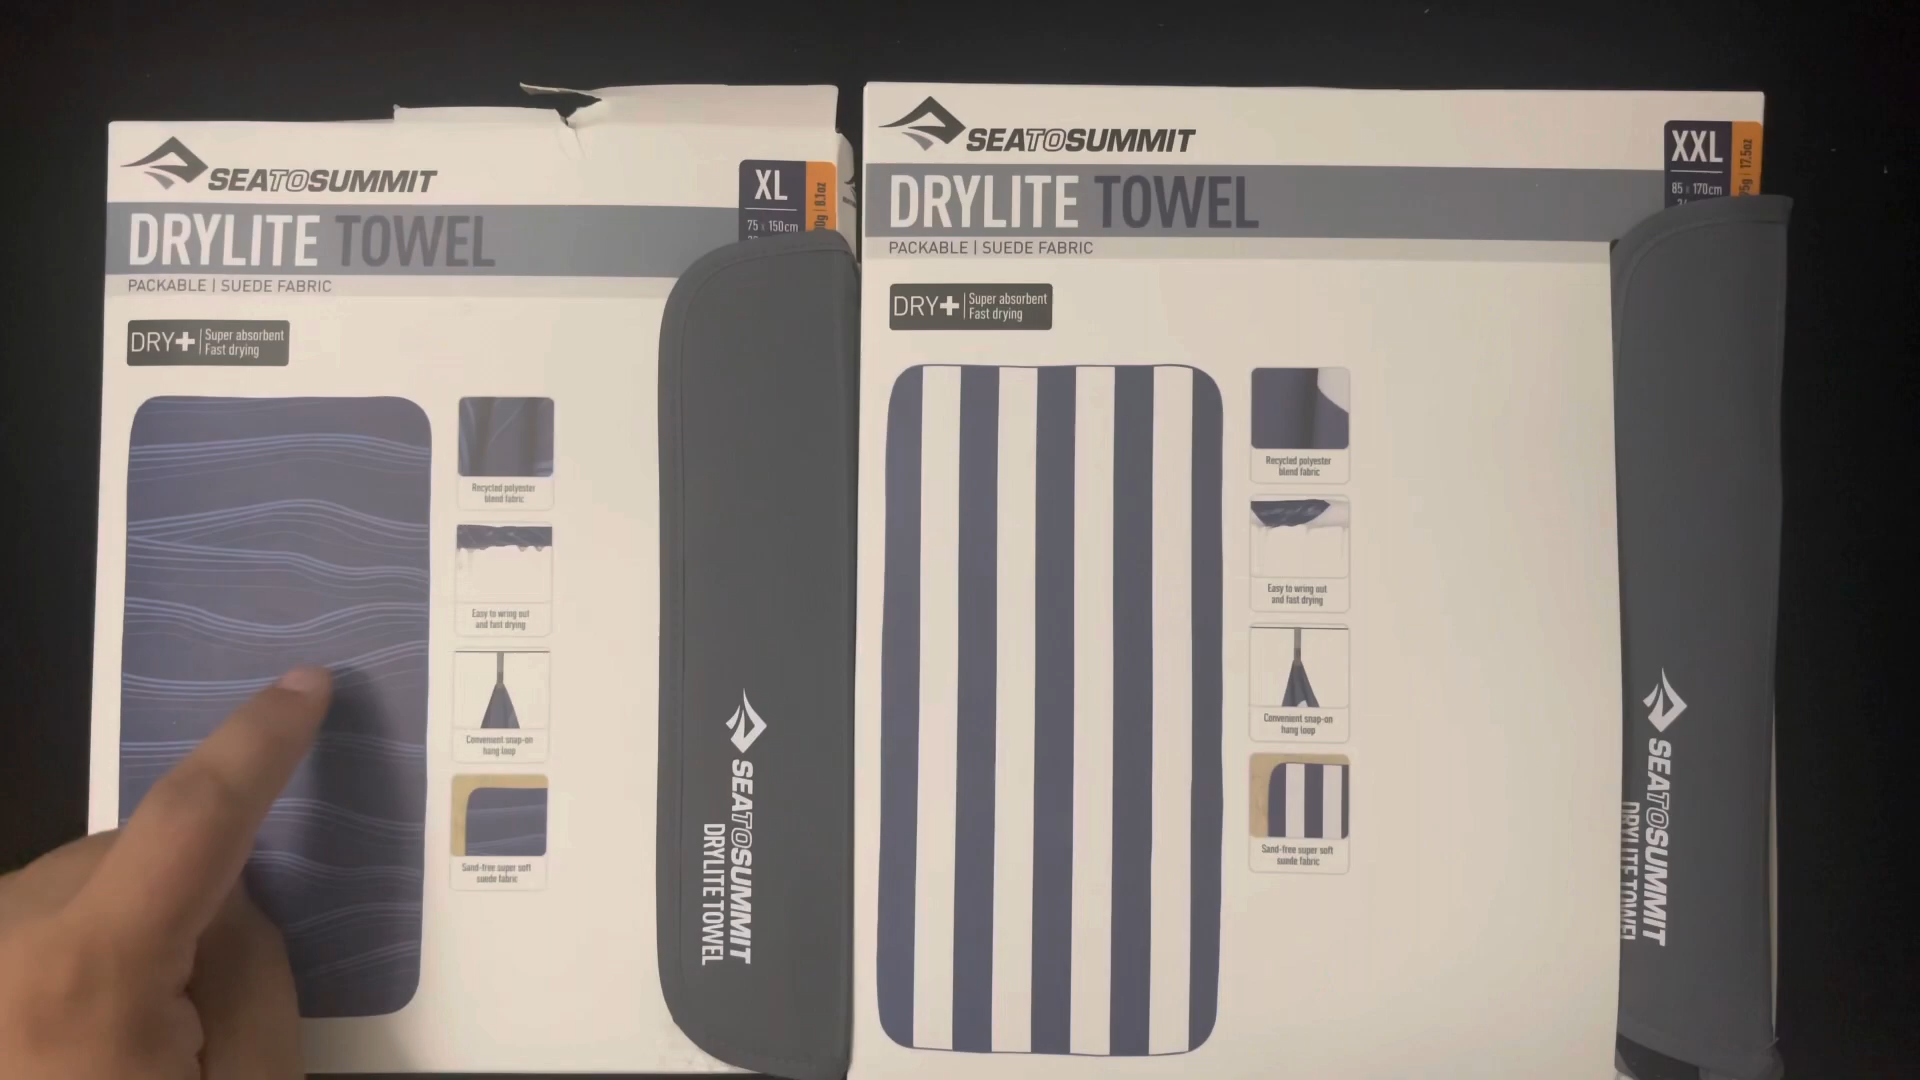 SEATOSUMMIT
DRYLITE TOWEL
PACKABLE | SUEDE FABRIC
XL
75 x 150cm
0g | 8.1oz
DRY+ | Super absorbent
Fast drying
Recycled polyester
blend fabric
Easy to wring out
and fast drying
Convenient snap-on
hang loop
Sand-free super soft
suede fabric
SEATOSUMMIT
DRYLITE TOWEL
SEATOSUMMIT
DRYLITE TOWEL
PACKABLE | SUEDE FABRIC
XXL
85 x 170cm
5g | 17.5oz
DRY+ | Super absorbent
Fast drying
Recycled polyester
blend fabric
Easy to wring out
and fast drying
Convenient snap-on
hang loop
Sand-free super soft
suede fabric
SEATOSUMMIT
DRYLITE TOWEL